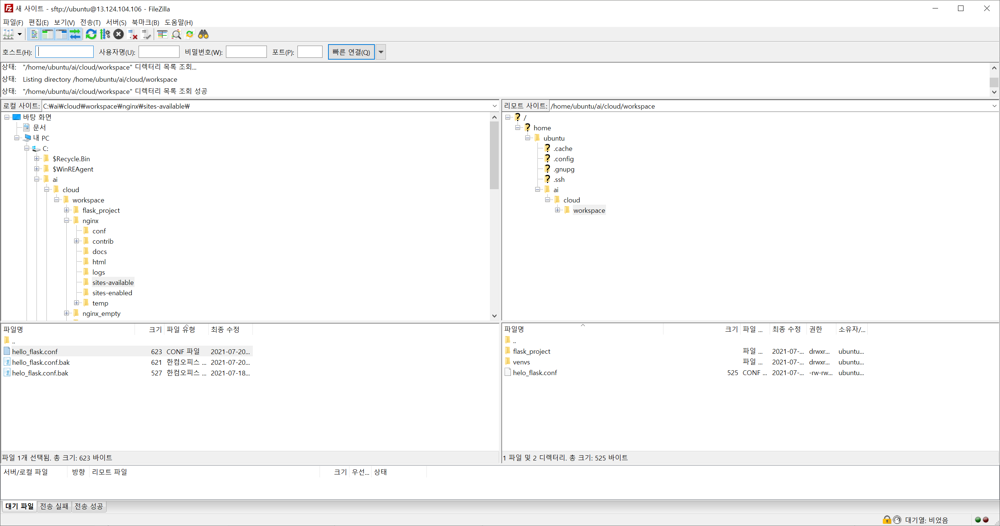 새 사이트 - sftp://ubuntu@13.124.104.106 - FileZilla
파일(F) 편집(E) 보기(V) 전송(T) 서버(S) 북마크(B) 도움말(H)
호스트(H): 사용자명(U): 비밀번호(W): 포트(P): 빠른 연결(Q)
상태: "/home/ubuntu/ai/cloud/workspace" 디렉터리 목록 조회...
상태: Listing directory /home/ubuntu/ai/cloud/workspace
상태: "/home/ubuntu/ai/cloud/workspace" 디렉터리 목록 조회 성공
로컬 사이트: C:₩ai₩cloud₩workspace₩nginx₩sites-available₩
바탕 화면
문서
내 PC
C:
$Recycle.Bin
$WinREAgent
ai
cloud
workspace
flask_project
nginx
conf
contrib
docs
html
logs
sites-available
sites-enabled
temp
nginx_empty
파일명 크기 파일 유형 최종 수정
..
hello_flask.conf 623 CONF 파일 2021-07-20...
hello_flask.conf.bak 621 한컴오피스 ... 2021-07-20...
helo_flask.conf.bak 527 한컴오피스 ... 2021-07-18...
파일 1개 선택됨. 총 크기: 623 바이트
리모트 사이트: /home/ubuntu/ai/cloud/workspace
/
home
ubuntu
.cache
.config
.gnupg
.ssh
ai
cloud
workspace
파일명 크기 파일 ... 최종 수정 권한 소유자/...
..
flask_project 파일 ... 2021-07-... drwxr... ubuntu...
venvs 파일 ... 2021-07-... drwxr... ubuntu...
helo_flask.conf 525 CONF ... 2021-07-... -rw-rw... ubuntu...
1 파일 및 2 디렉터리. 총 크기: 525 바이트
서버/로컬 파일 방향 리모트 파일 크기 우선... 상태
대기 파일 전송 실패 전송 성공
대기열: 비었음